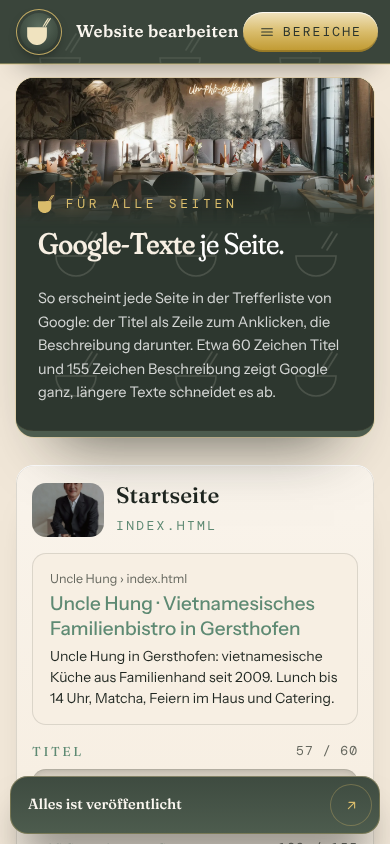 Website bearbeiten
BEREICHE
FÜR ALLE SEITEN
Google-Texte je Seite.
So erscheint jede Seite in der Trefferliste von
Google: der Titel als Zeile zum Anklicken, die
Beschreibung darunter. Etwa 60 Zeichen Titel
und 155 Zeichen Beschreibung zeigt Google
ganz, längere Texte schneidet es ab.
Startseite
INDEX.HTML
Uncle Hung › index.html
Uncle Hung · Vietnamesisches
Familienbistro in Gersthofen
Uncle Hung in Gersthofen: vietnamesische
Küche aus Familienhand seit 2009. Lunch bis
14 Uhr, Matcha, Feiern im Haus und Catering.
TITEL 57 / 60
Alles ist veröffentlicht